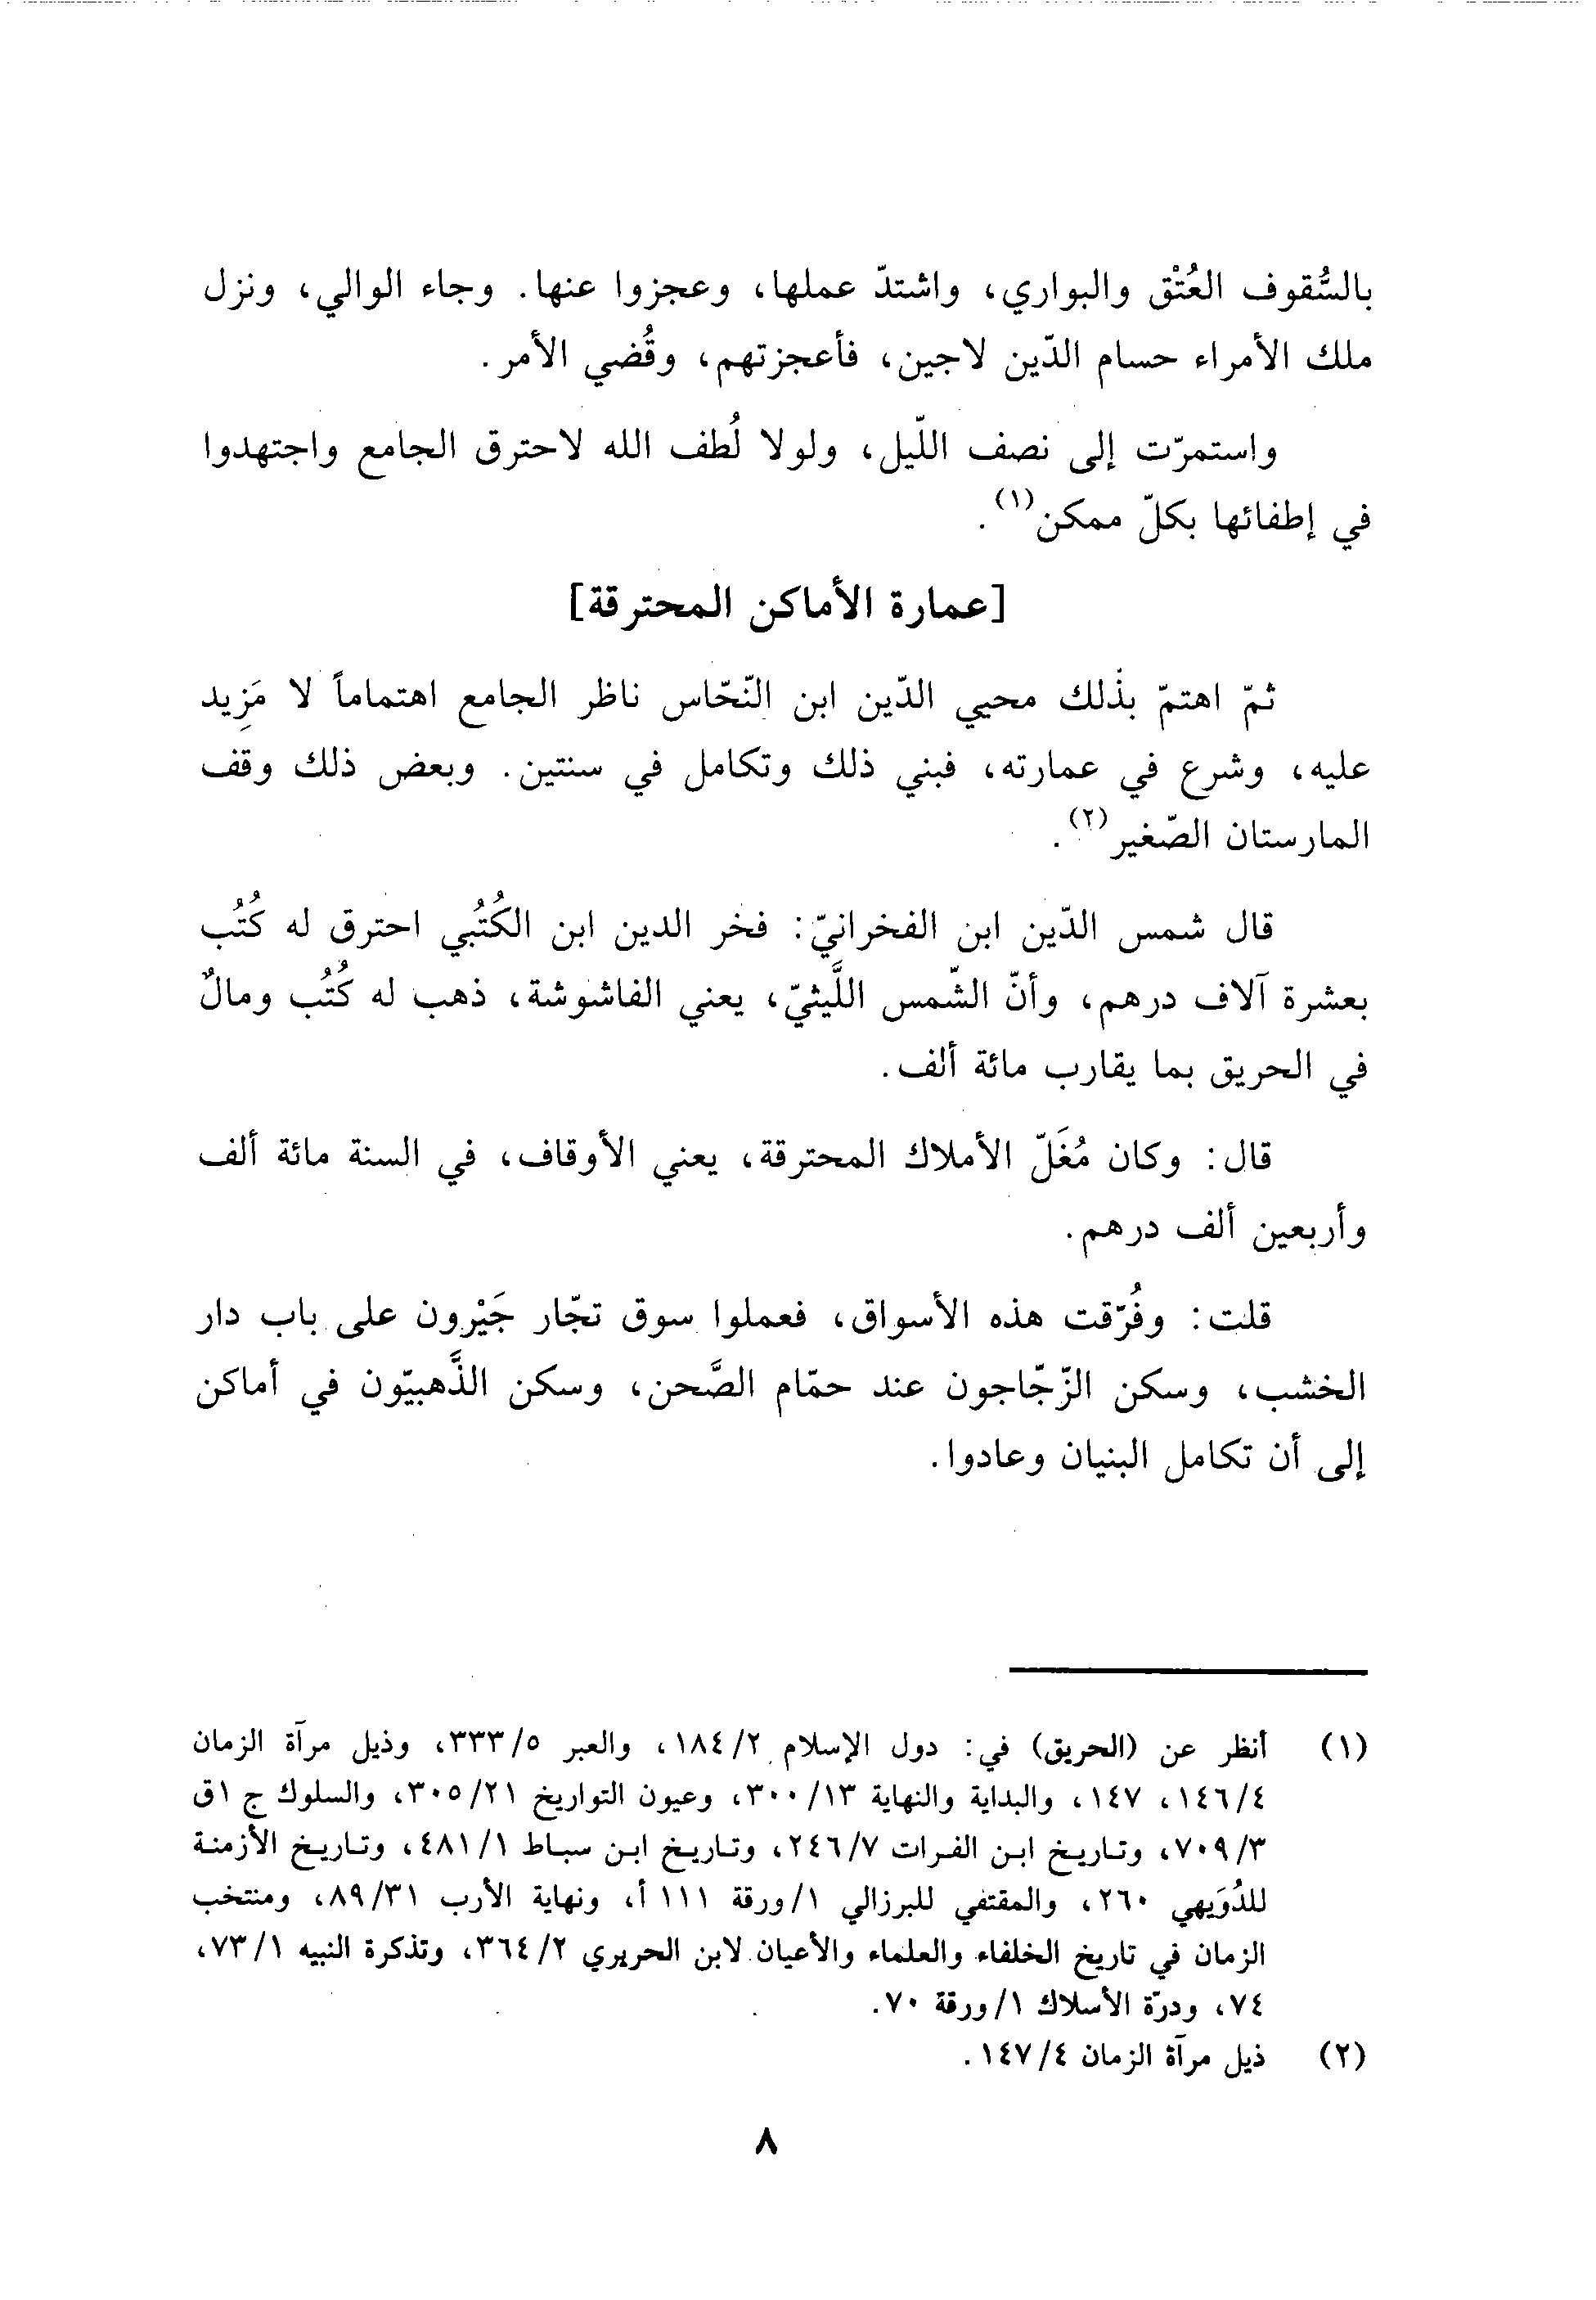 بالسُّقوف العُتْق والبواري، واشتدّ عملها، وعجزوا عنها. وجاء الوالي، ونزل
ملك الأمراء حسام الدّين لاجين، فأعجزتهم، وقُضي الأمر.
واستمرّت إلى نصف اللّيل، ولولا لُطف الله لاحترق الجامع واجتهدوا
في إطفائها بكلّ ممكن(١).
[عمارة الأماكن المحترقة]
ثمّ اهتمّ بذلك محيي الدّين ابن النّحّاس ناظر الجامع اهتماماً لا مَزِيد
عليه، وشرع في عمارته، فبني ذلك وتكامل في سنتين. وبعض ذلك وقف
المارستان الصّغير(٢).
قال شمس الدّين ابن الفخرانيّ: فخر الدين ابن الكُتُبي احترق له كُتُب
بعشرة آلاف درهم، وأنّ الشّمس اللَّيثيّ، يعني الفاشوشة، ذهب له كُتُب ومالٌ
في الحريق بما يقارب مائة ألف.
قال: وكان مُغَلّ الأملاك المحترقة، يعني الأوقاف، في السنة مائة ألف
وأربعين ألف درهم.
قلت: وفُرّقت هذه الأسواق، فعملوا سوق تجّار جَيْرون على باب دار
الخشب، وسكن الزّجّاجون عند حمّام الصَّحن، وسكن الذَّهبيّون في أماكن
إلى أن تكامل البنيان وعادوا.
(١) أنظر عن (الحريق) في: دول الإسلام ٢/ ١٨٤، والعبر ٥/ ٣٣٣، وذيل مرآة الزمان
٤/ ١٤٦، ١٤٧، والبداية والنهاية ١٣/ ٣٠٠، وعيون التواريخ ٢١/ ٣٠٥، والسلوك ج ١ق
٣/ ٧٠٩، وتاريخ ابن الفرات ٧/ ٢٤٦، وتاريخ ابن سباط ١/ ٤٨١، وتاريخ الأزمنة
للدُوَيهي ٢٦٠، والمقتفي للبرزالي ١/ ورقة ١١١ أ، ونهاية الأرب ٣١/ ٨٩، ومنتخب
الزمان في تاريخ الخلفاء والعلماء والأعيان لابن الحريري ٢/ ٣٦٤، وتذكرة النبيه ١/ ٧٣،
٧٤، ودرّة الأسلاك ١/ ورقة ٧٠.
(٢) ذيل مرآة الزمان ٤/ ١٤٧.
٨